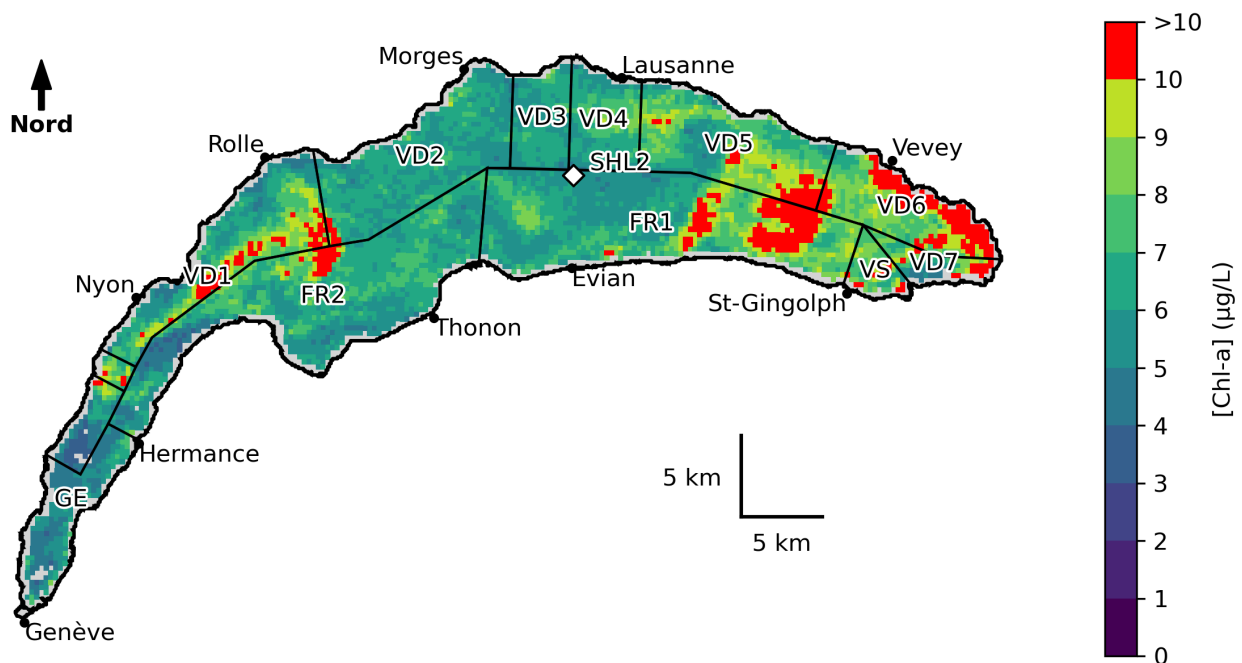 >10
10
Morges
Lausanne
Nord
9
VD3
VD4
Rolle
VD2
VD5
Vevey
SHL2
8
VD6
FR1
7
VD7
VS
Nyon
VD1
Evian
FR2
St-Gingolph
6
Thonon
5
[Chl-a] (µg/L)
4
Hermance
5 km
3
GE
5 km
2
1
Genève
0